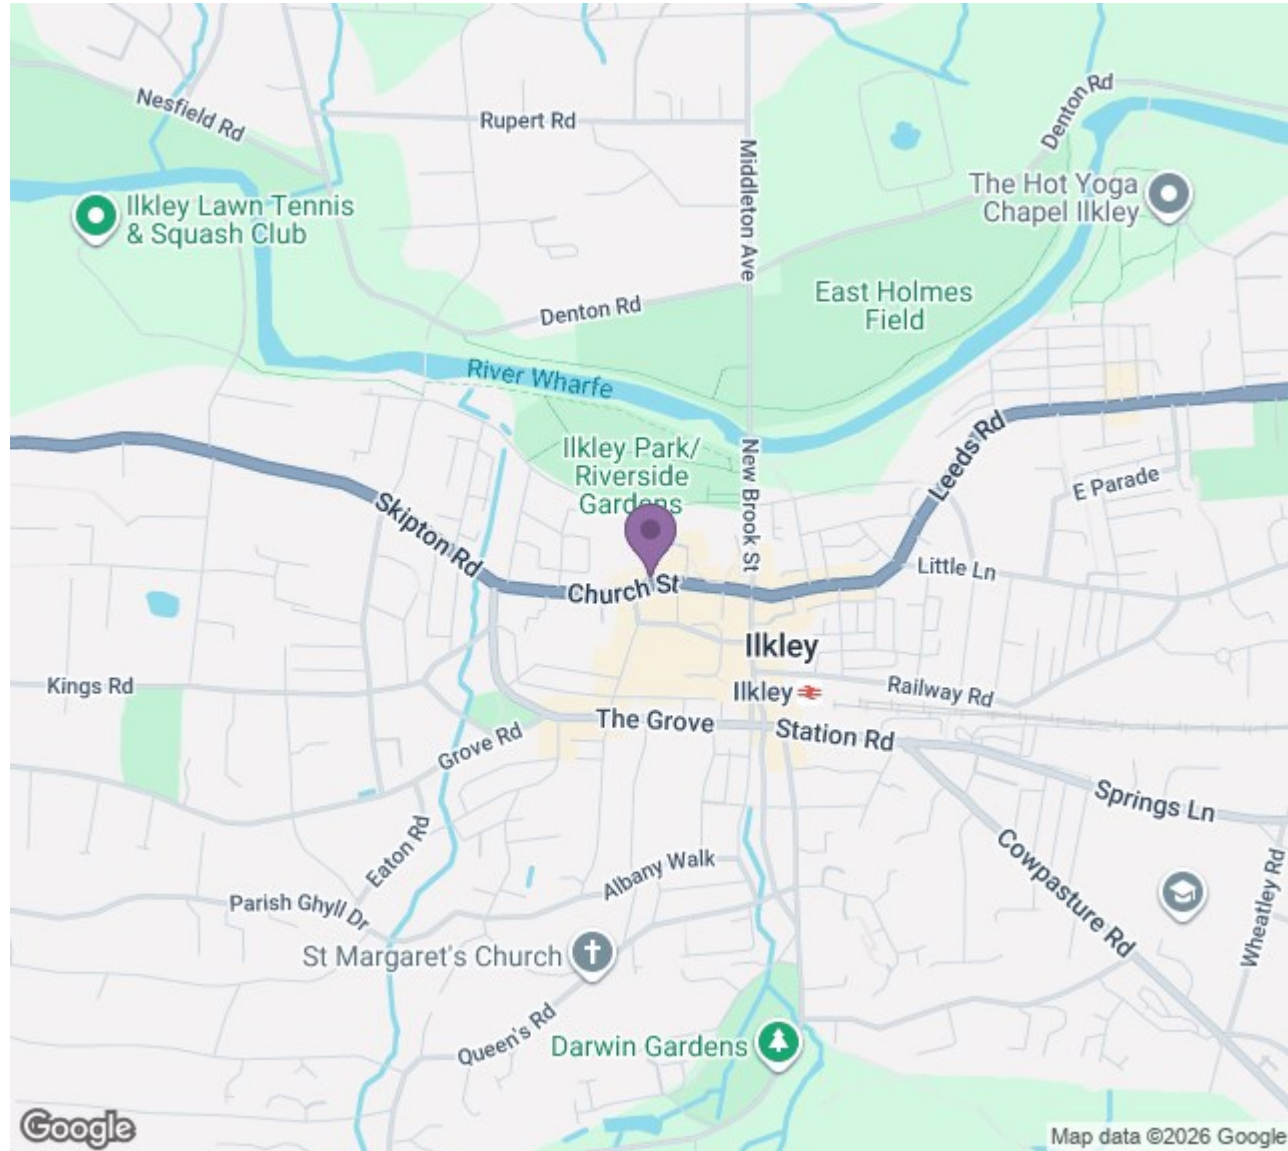 Nesfield Rd
Rupert Rd
Denton Rd
Middleton Ave
The Hot Yoga
Chapel Ilkley
Ilkley Lawn Tennis
& Squash Club
East Holmes
Field
Denton Rd
River Wharfe
Ilkley Park/
Riverside
Gardens
New Brook St
Leeds Rd
E Parade
Skipton Rd
Church St
Little Ln
Ilkley
Kings Rd
Ilkley
Railway Rd
The Grove
Station Rd
Grove Rd
Springs Ln
Eaton Rd
Albany Walk
Cowpasture Rd
Wheatley Rd
Parish Ghyll Dr
St Margaret's Church
Queen's Rd
Darwin Gardens
Google
Map data ©2026 Google